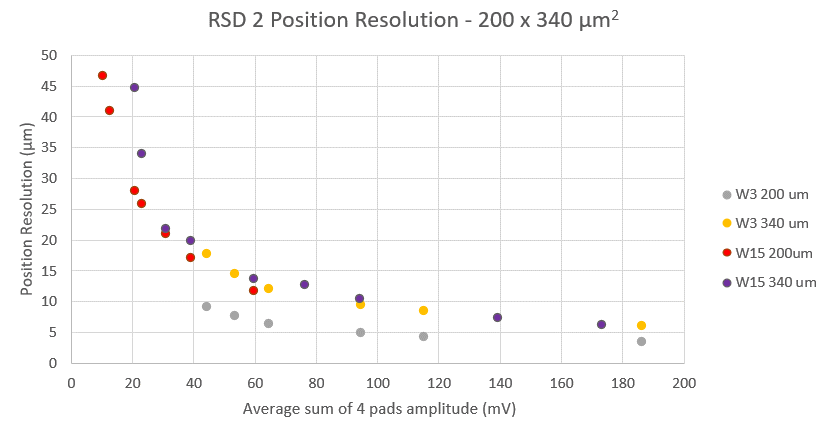 RSD 2 Position Resolution - 200 x 340 µm²
Position Resolution (µm)
50
45
40
35
30
25
20
15
10
5
0
0 20 40 60 80 100 120 140 160 180 200
Average sum of 4 pads amplitude (mV)
W3 200 um
W3 340 um
W15 200um
W15 340 um